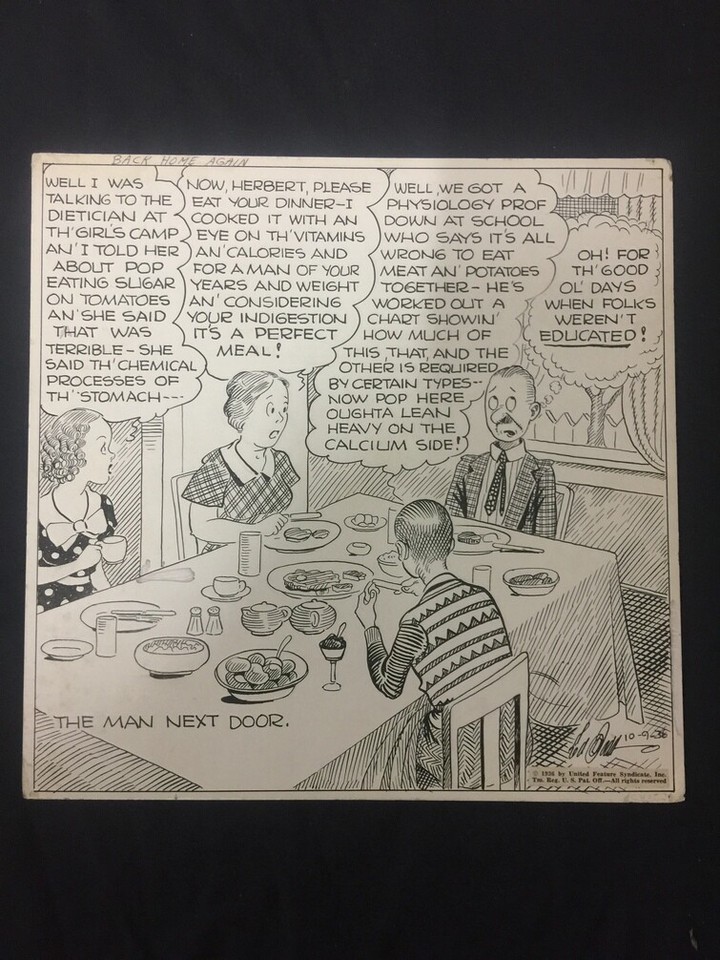 BACK HOME AGAIN
WELL I WAS
TALKING TO THE
DIETICIAN AT
TH' GIRL'S CAMP
AN' I TOLD HER
ABOUT POP
EATING SUGAR
ON TOMATOES
AN' SHE SAID
THAT WAS
TERRIBLE - SHE
SAID TH' CHEMICAL
PROCESSES OF
TH' STOMACH ---
NOW, HERBERT, PLEASE
EAT YOUR DINNER - I
COOKED IT WITH AN
EYE ON TH' VITAMINS
AN' CALORIES AND
FOR A MAN OF YOUR
YEARS AND WEIGHT
AN' CONSIDERING
YOUR INDIGESTION
IT'S A PERFECT
MEAL!
WELL, WE GOT A
PHYSIOLOGY PROF
DOWN AT SCHOOL
WHO SAYS IT'S ALL
WRONG TO EAT
MEAT AN' POTATOES
TOGETHER - HE'S
WORKED OUT A
CHART SHOWIN'
HOW MUCH OF
THIS, THAT, AND THE
OTHER IS REQUIRED
BY CERTAIN TYPES --
NOW POP HERE
OUGHTA LEAN
HEAVY ON THE
CALCIUM SIDE!
OH! FOR
TH' GOOD
OL' DAYS
WHEN FOLKS
WEREN'T
EDUCATED!
THE MAN NEXT DOOR.
10-9-36
© 1936 by United Feature Syndicate, Inc.
Tm. Reg. U. S. Pat. Off.—All rights reserved